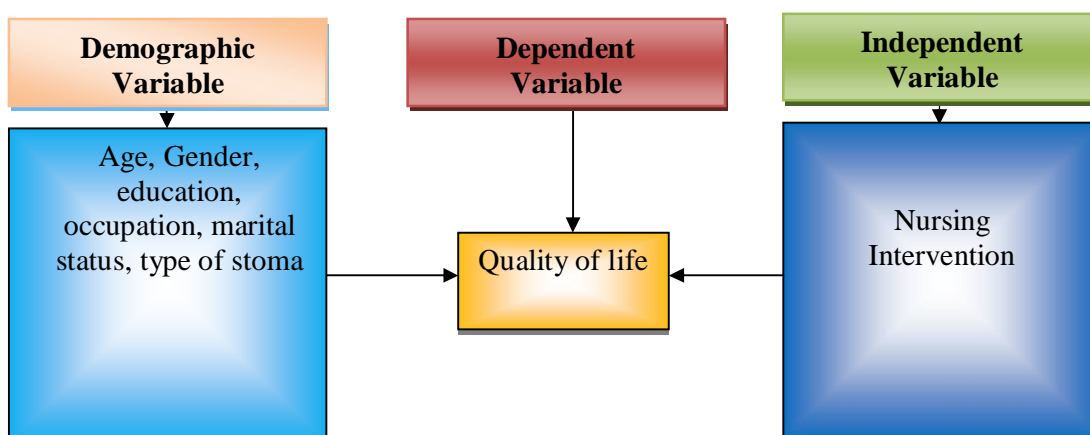 Demographic
Variable
Dependent
Variable
Independent
Variable
Age, Gender,
education,
occupation, marital
status, type of stoma
Quality of life
Nursing
Intervention